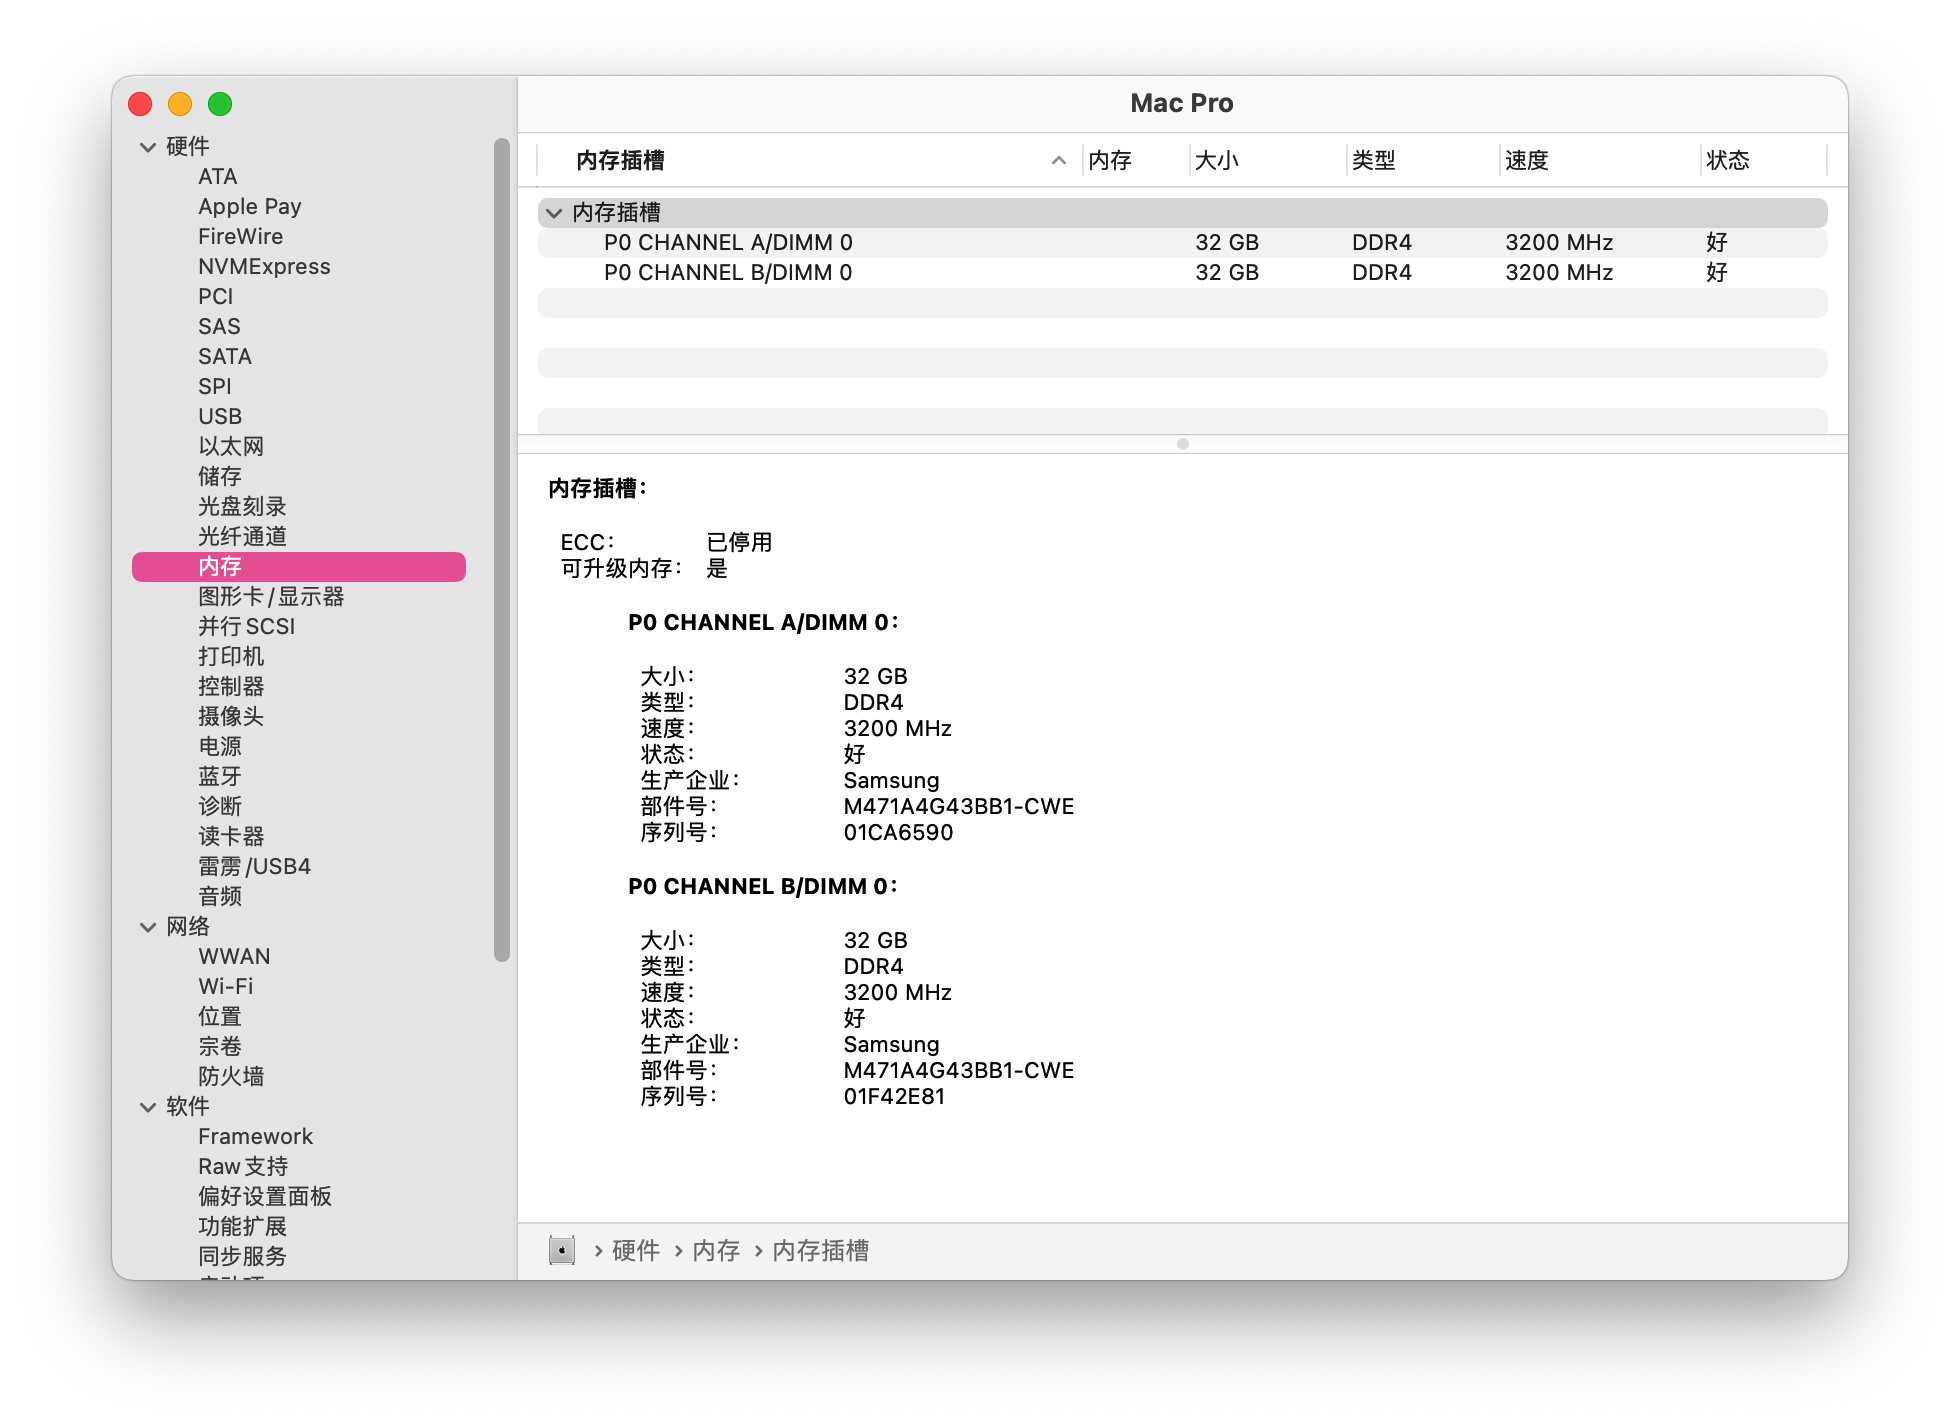 硬件
ATA
Apple Pay
FireWire
NVMExpress
PCI
SAS
SATA
SPI
USB
以太网
储存
光盘刻录
光纤通道
内存
图形卡/显示器
并行 SCSI
打印机
控制器
摄像头
电源
蓝牙
诊断
读卡器
雷雳/USB4
音频
网络
WWAN
Wi-Fi
位置
宗卷
防火墙
软件
Framework
Raw 支持
偏好设置面板
功能扩展
同步服务
Mac Pro
内存插槽 内存 大小 类型 速度 状态
内存插槽
P0 CHANNEL A/DIMM 0 32 GB DDR4 3200 MHz 好
P0 CHANNEL B/DIMM 0 32 GB DDR4 3200 MHz 好
内存插槽：
ECC： 已停用
可升级内存： 是
P0 CHANNEL A/DIMM 0：
大小： 32 GB
类型： DDR4
速度： 3200 MHz
状态： 好
生产企业： Samsung
部件号： M471A4G43BB1-CWE
序列号： 01CA6590
P0 CHANNEL B/DIMM 0：
大小： 32 GB
类型： DDR4
速度： 3200 MHz
状态： 好
生产企业： Samsung
部件号： M471A4G43BB1-CWE
序列号： 01F42E81
› 硬件 › 内存 › 内存插槽